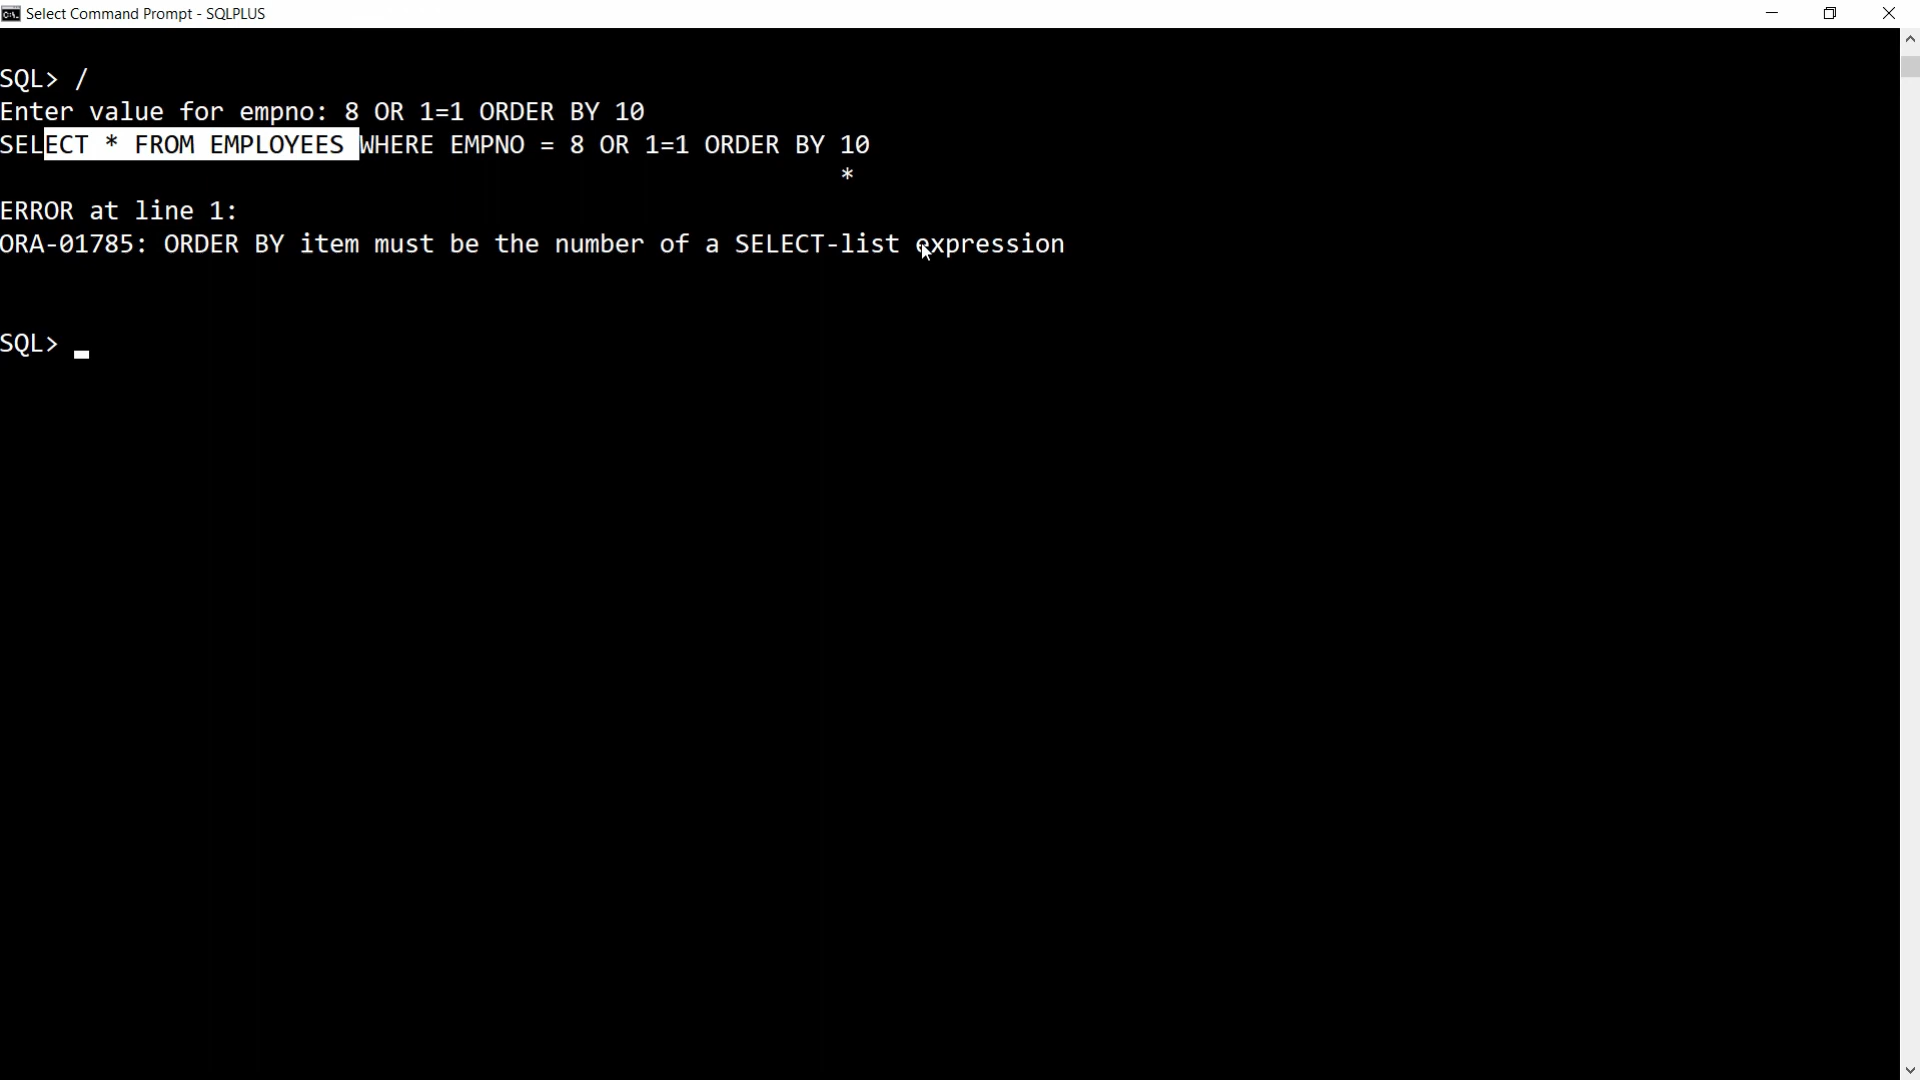 Select Command Prompt - SQLPLUS
SQL> /
Enter value for empno: 8 OR 1=1 ORDER BY 10
SELECT * FROM EMPLOYEES WHERE EMPNO = 8 OR 1=1 ORDER BY 10
*
ERROR at line 1:
ORA-01785: ORDER BY item must be the number of a SELECT-list expression
SQL>